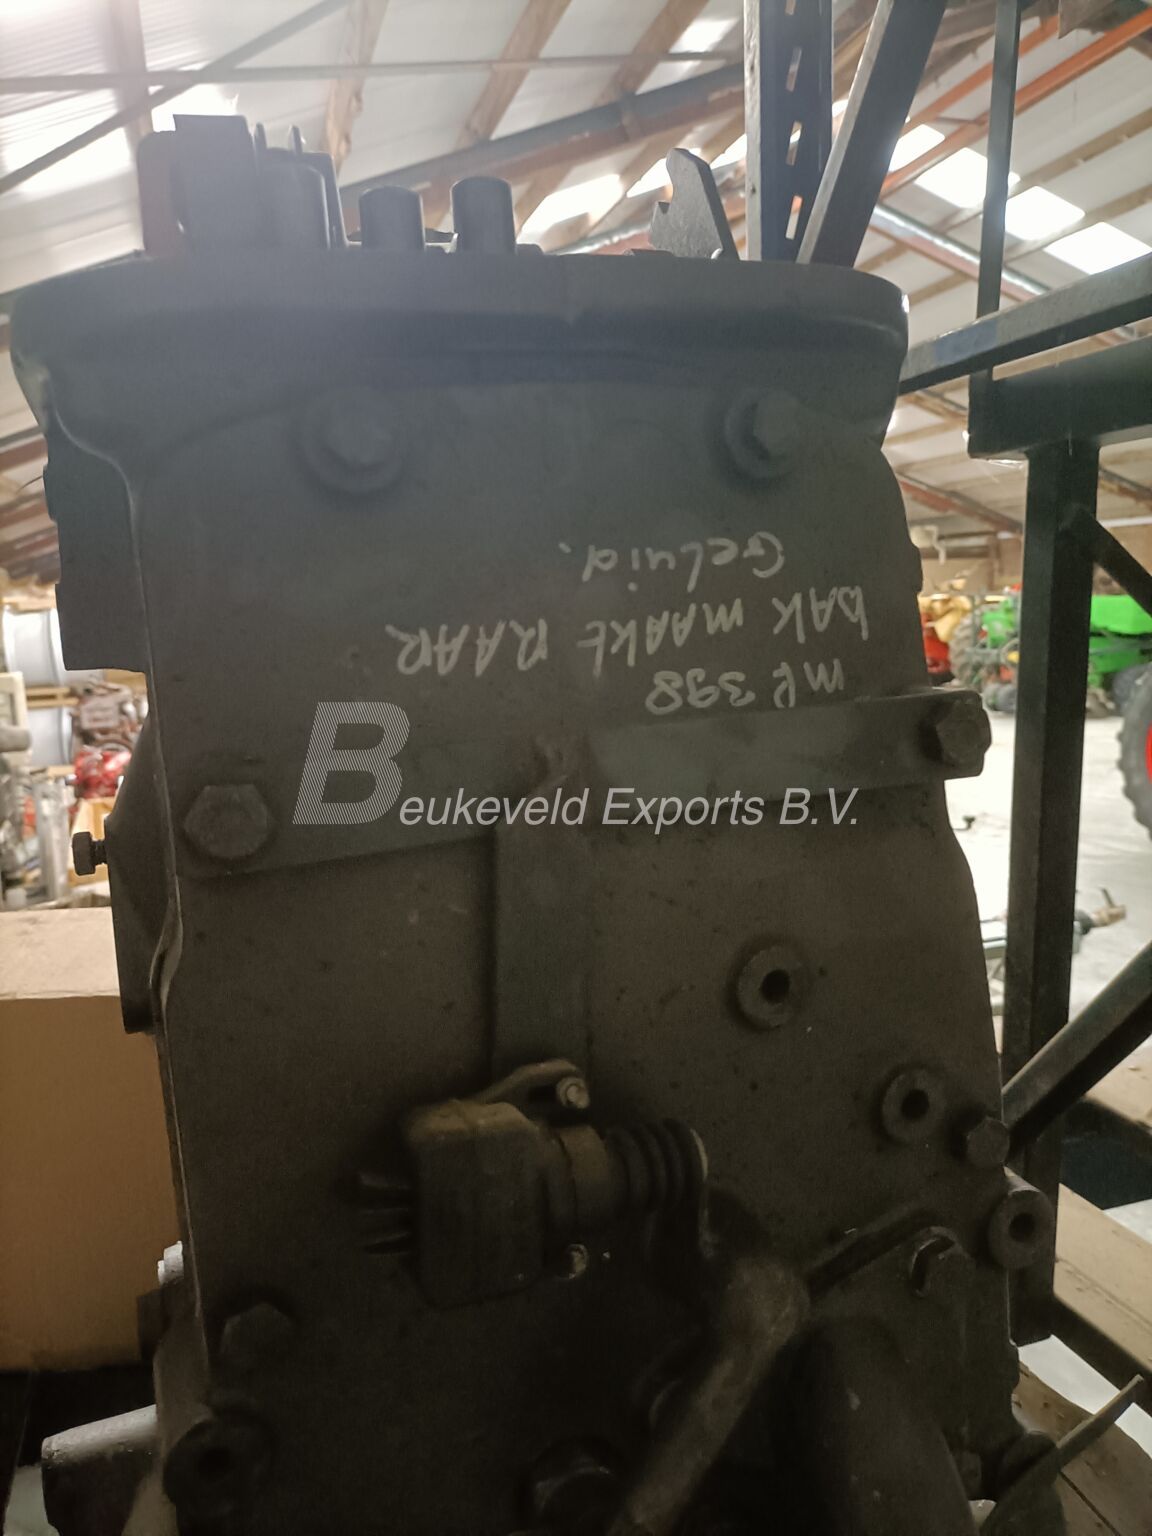 MF 398
BAK MAAKT RAAR
Geluid.
Beukeveld Exports B.V.